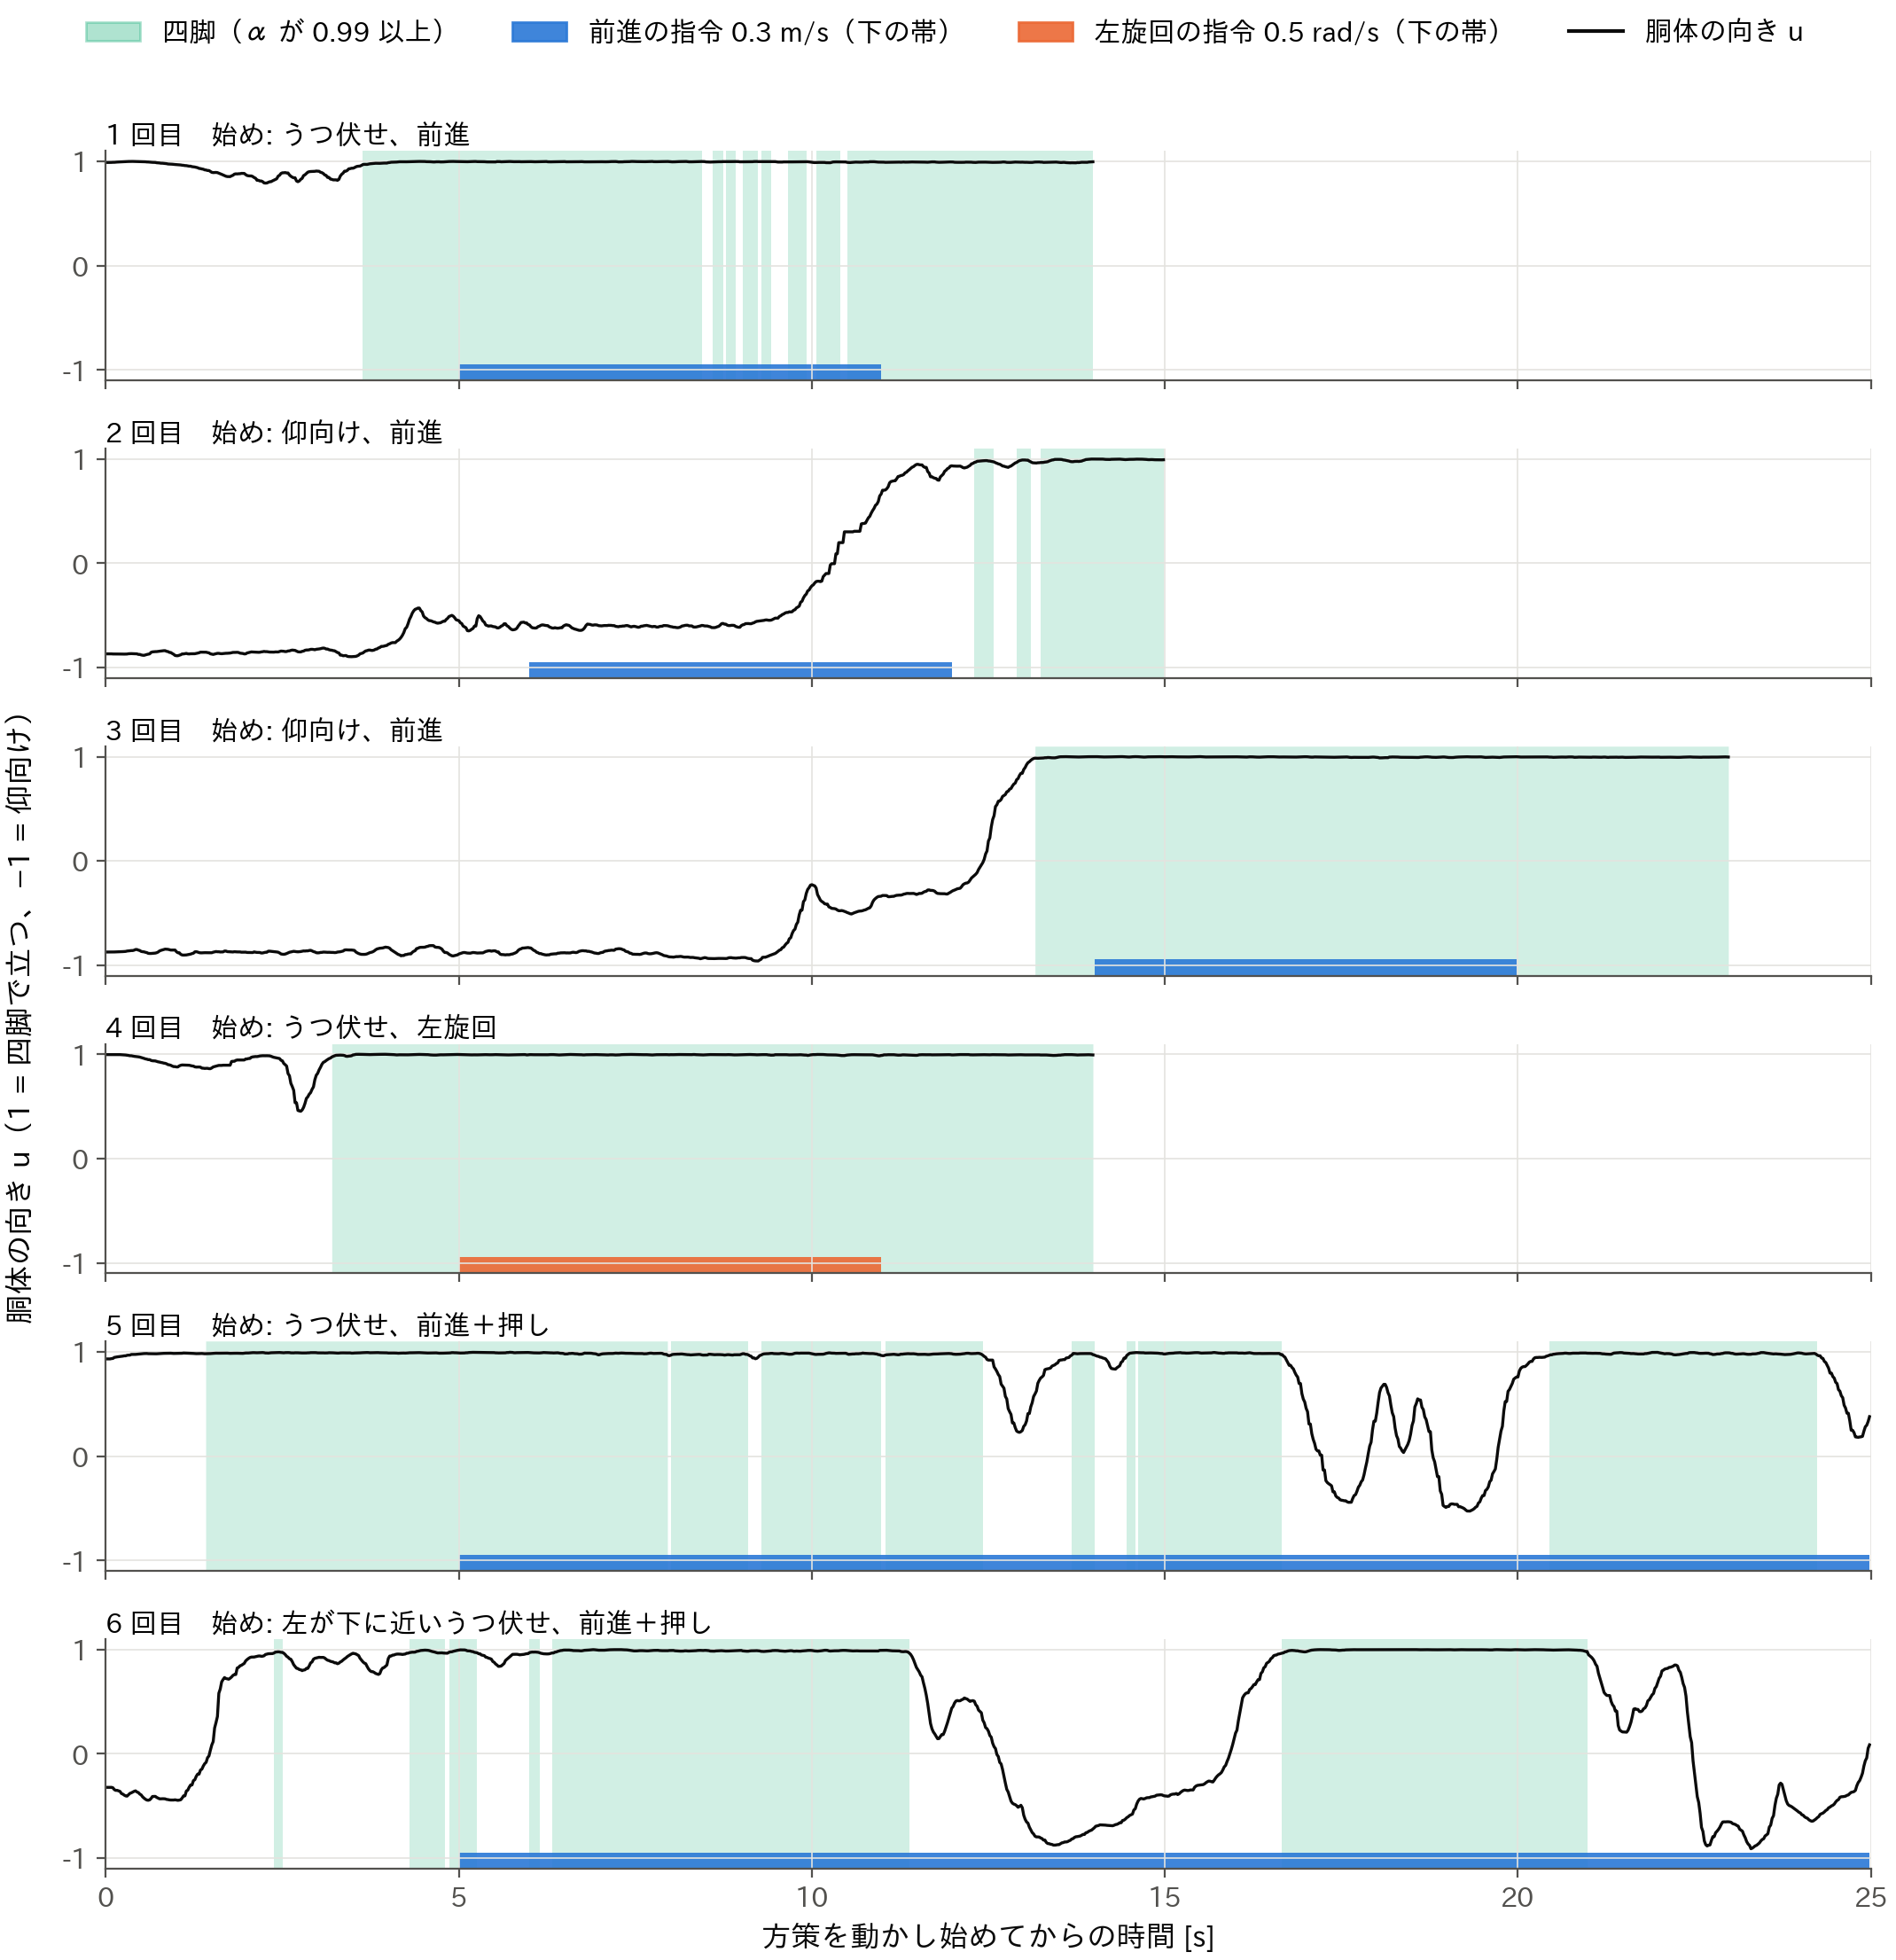 四脚（α が 0.99 以上） 前進の指令 0.3 m/s（下の帯） 左旋回の指令 0.5 rad/s（下の帯） 胴体の向き u
胴体の向き u（1 = 四脚で立つ、−1 = 仰向け）
1 回目　始め: うつ伏せ、前進
1
0
-1
2 回目　始め: 仰向け、前進
1
0
-1
3 回目　始め: 仰向け、前進
1
0
-1
4 回目　始め: うつ伏せ、左旋回
1
0
-1
5 回目　始め: うつ伏せ、前進＋押し
1
0
-1
6 回目　始め: 左が下に近いうつ伏せ、前進＋押し
1
0
-1
0 5 10 15 20 25
方策を動かし始めてからの時間 [s]